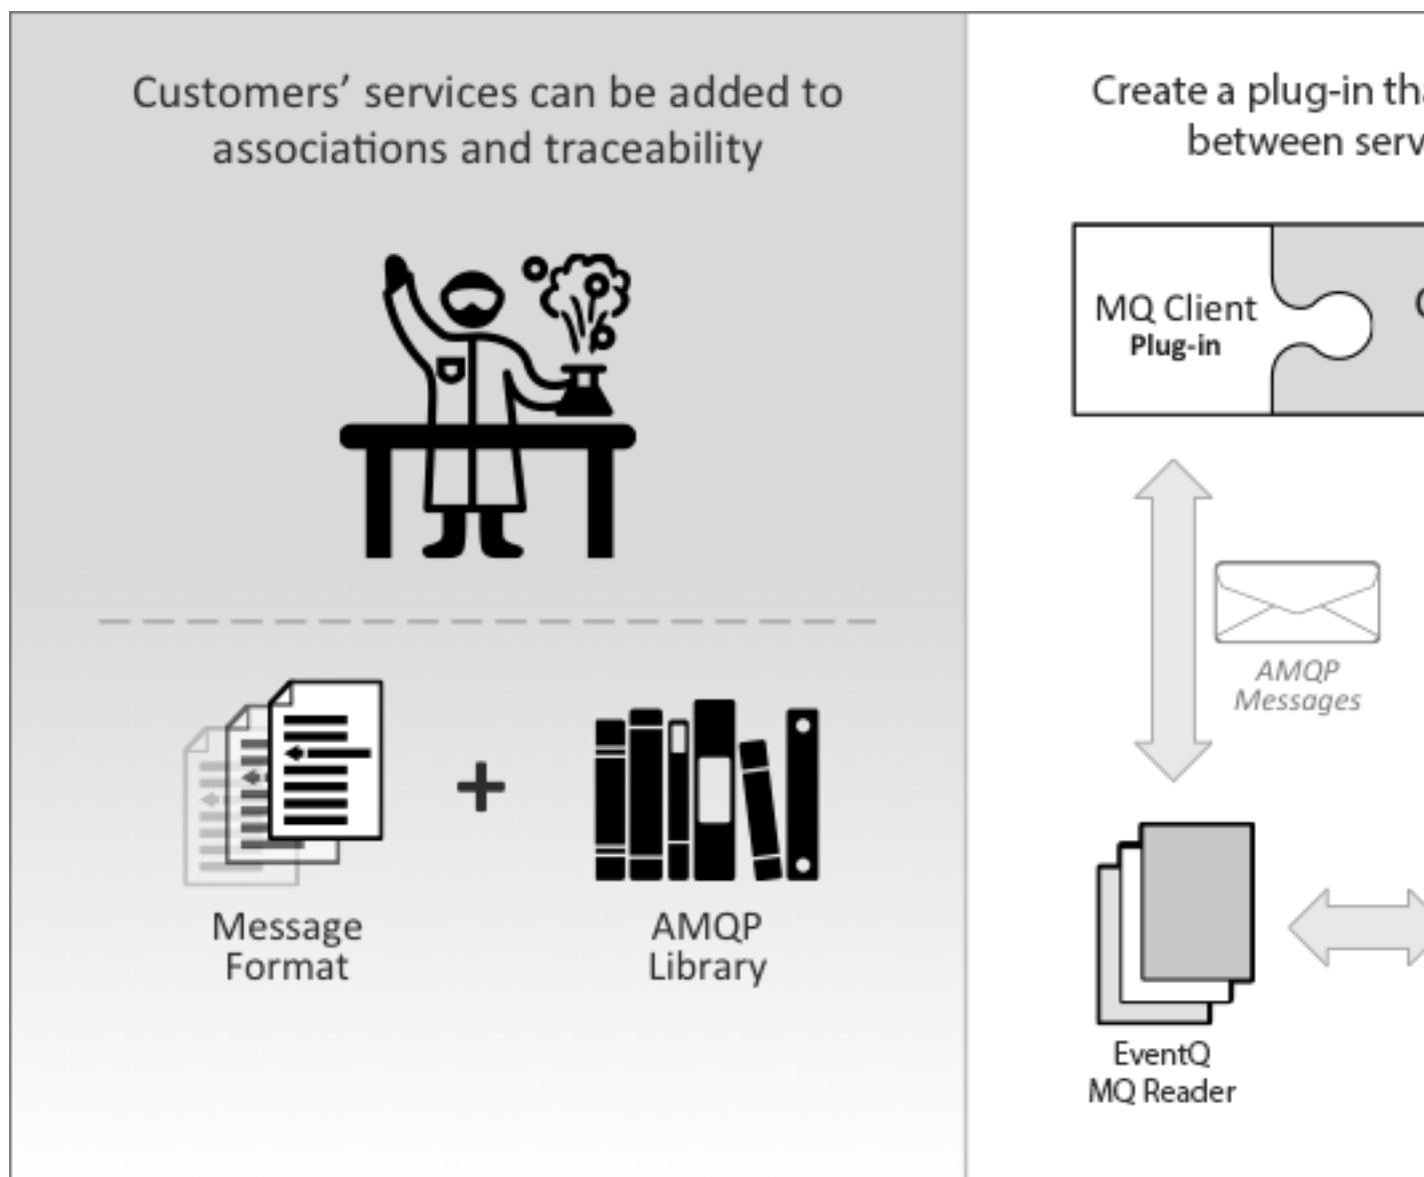 Customers’ services can be added to
associations and traceability
Create a plug-in
between
MQ Client
Plug-in
AMQP
Messages
Message
Format
AMQP
Library
EventQ
MQ Reader